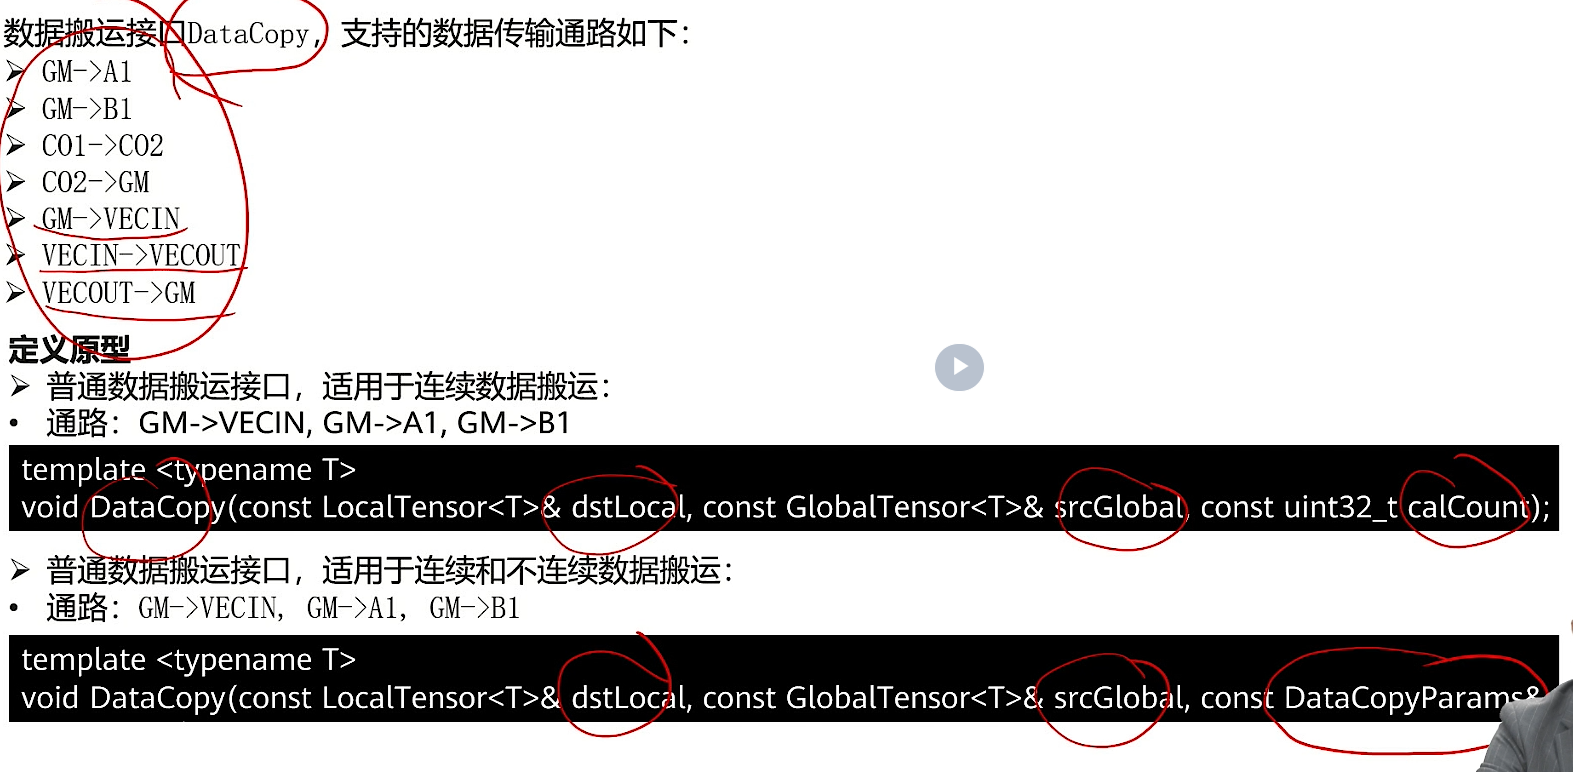 数据搬运接口DataCopy，支持的数据传输通路如下：
➢ GM->A1
➢ GM->B1
➢ CO1->CO2
➢ CO2->GM
➢ GM->VECIN
➢ VECIN->VECOUT
➢ VECOUT->GM
定义原型
➢ 普通数据搬运接口，适用于连续数据搬运：
• 通路：GM->VECIN, GM->A1, GM->B1
template <typename T>
void DataCopy(const LocalTensor<T>& dstLocal, const GlobalTensor<T>& srcGlobal, const uint32_t calCount);
➢ 普通数据搬运接口，适用于连续和不连续数据搬运：
• 通路：GM->VECIN, GM->A1, GM->B1
template <typename T>
void DataCopy(const LocalTensor<T>& dstLocal, const GlobalTensor<T>& srcGlobal, const DataCopyParams&